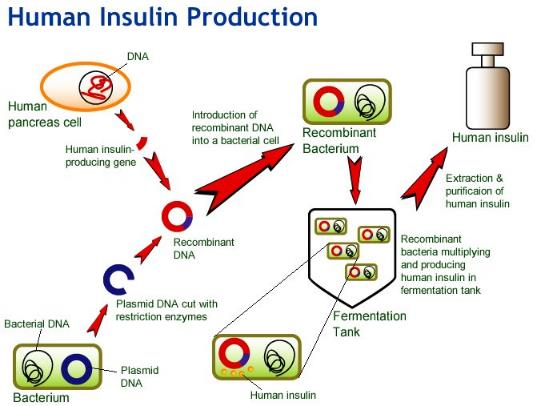 Human Insulin Production
DNA
Human
pancreas cell
Human insulin-
producing gene
Introduction of
recombinant DNA
into a bacterial cell
Recombinant
Bacterium
Human insulin
Extraction &
purificaion of
human insulin
Recombinant
DNA
Recombinant
bacteria multiplying
and producing
human insulin in
fermentation tank
Plasmid DNA cut with
restriction enzymes
Fermentation
Tank
Bacterial DNA
Plasmid
DNA
Bacterium
Human insulin